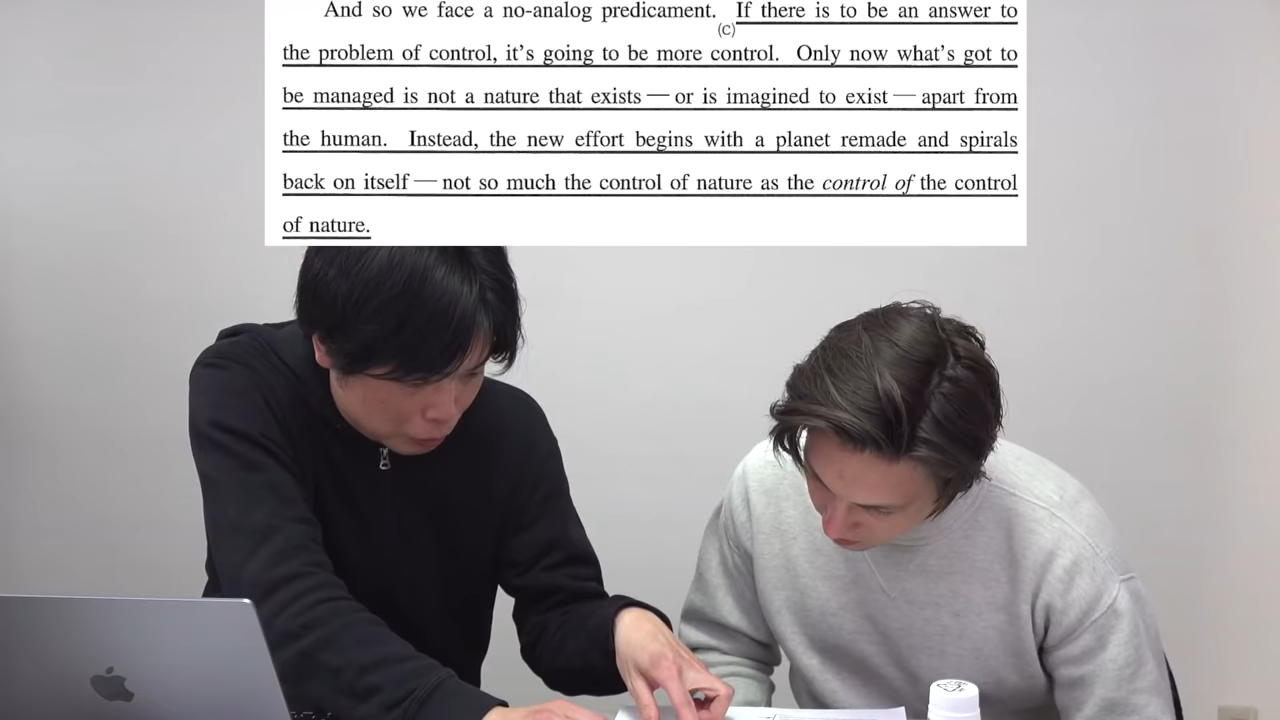 And so we face a no-analog predicament. If there is to be an answer to
(C)
the problem of control, it's going to be more control. Only now what's got to
be managed is not a nature that exists — or is imagined to exist — apart from
the human. Instead, the new effort begins with a planet remade and spirals
back on itself — not so much the control of nature as the control of the control
of nature.